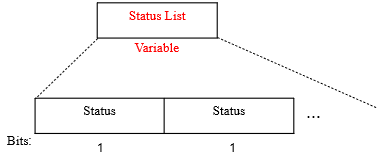 Status List
Variable
Status Status ...
Bits: 1 1